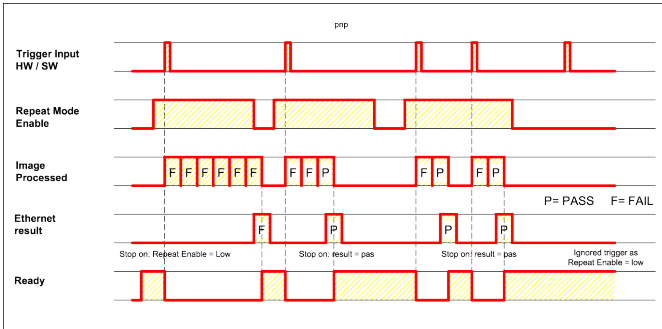 pnp
Trigger Input
HW / SW
Repeat Mode
Enable
Image
Processed
F F F F F F F F P F P F P
P= PASS F= FAIL
Ethernet
result
F P P P
Stop on: Repeat Enable = Low
Stop on: result = pas
Stop on: result = pas
Ignored trigger as
Repeat Enable = low
Ready